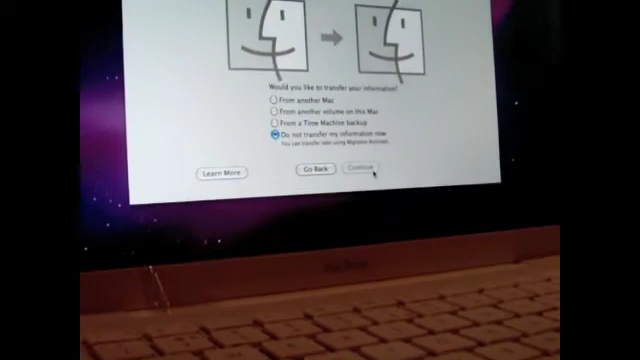 Would you like to transfer your information?
From another Mac
From another volume on this Mac
From a Time Machine backup
Do not transfer my information now
You can transfer later using Migration Assistant.
Learn More
Go Back
Continue
MacBook